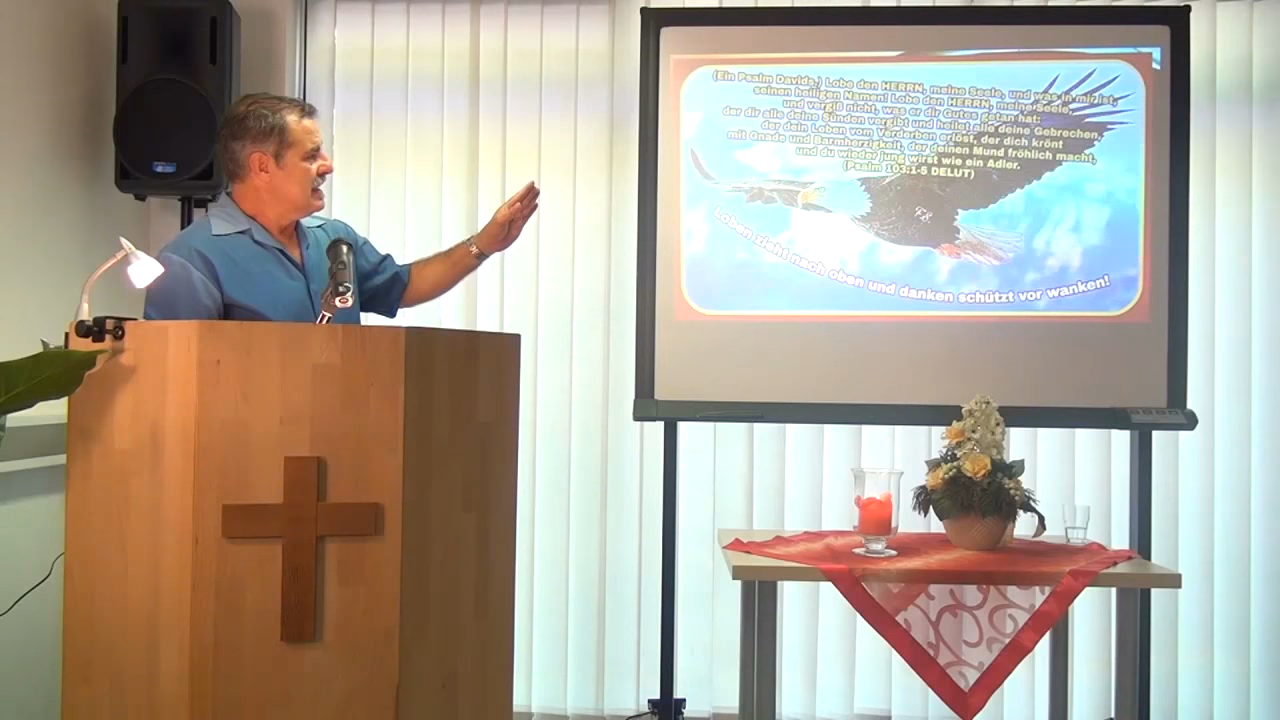 (Ein Psalm Davids.) Lobe den HERRN, meine Seele, und was in mir ist,
seinen heiligen Namen! Lobe den HERRN, meine Seele,
und vergiß nicht, was er dir Gutes getan hat:
der dir alle deine Sünden vergibt und heilet alle deine Gebrechen,
der dein Leben vom Verderben erlöst, der dich krönt
mit Gnade und Barmherzigkeit, der deinen Mund fröhlich macht,
und du wieder jung wirst wie ein Adler.
(Psalm 103:1-5 DELUT)
Loben zieht nach oben und danken schützt vor wanken!